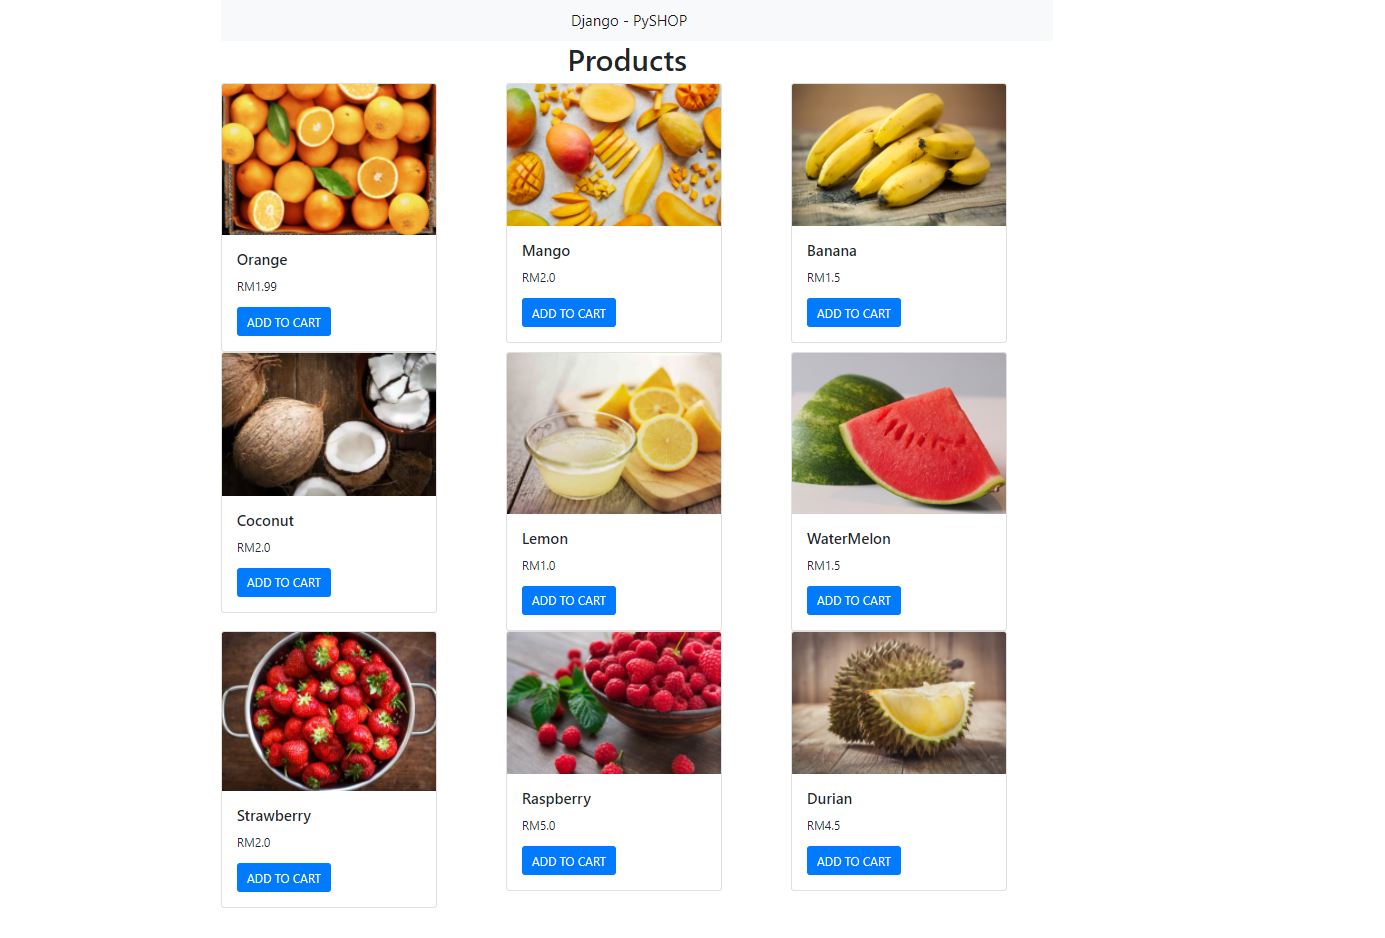 Django - PySHOP
Products
Orange
RM1.99
ADD TO CART
Mango
RM2.0
ADD TO CART
Banana
RM1.5
ADD TO CART
Coconut
RM2.0
ADD TO CART
Lemon
RM1.0
ADD TO CART
WaterMelon
RM1.5
ADD TO CART
Strawberry
RM2.0
ADD TO CART
Raspberry
RM5.0
ADD TO CART
Durian
RM4.5
ADD TO CART